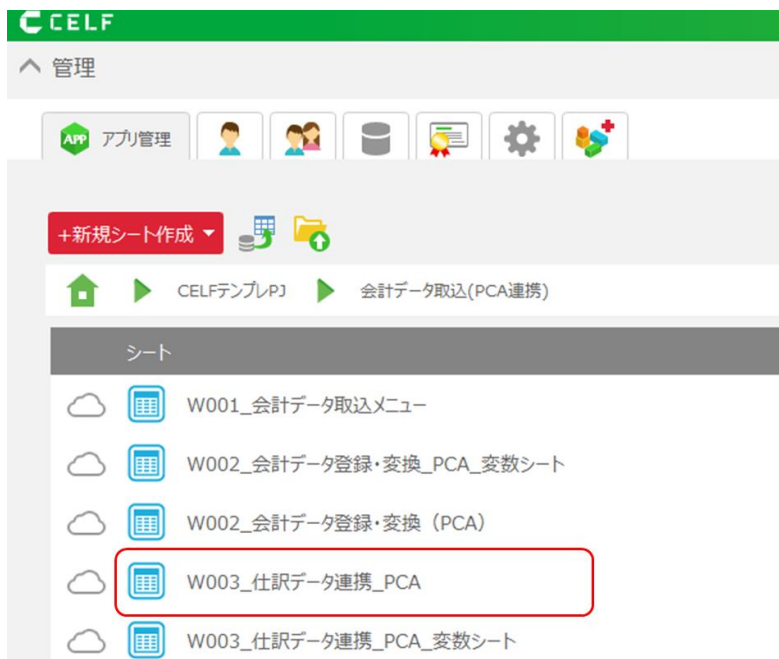 CELF
管理
APP アプリ管理
+新規シート作成
CELFテンプレPJ 会計データ取込(PCA連携)
シート
W001_会計データ取込メニュー
W002_会計データ登録・変換_PCA_変数シート
W002_会計データ登録・変換（PCA）
W003_仕訳データ連携_PCA
W003_仕訳データ連携_PCA_変数シート